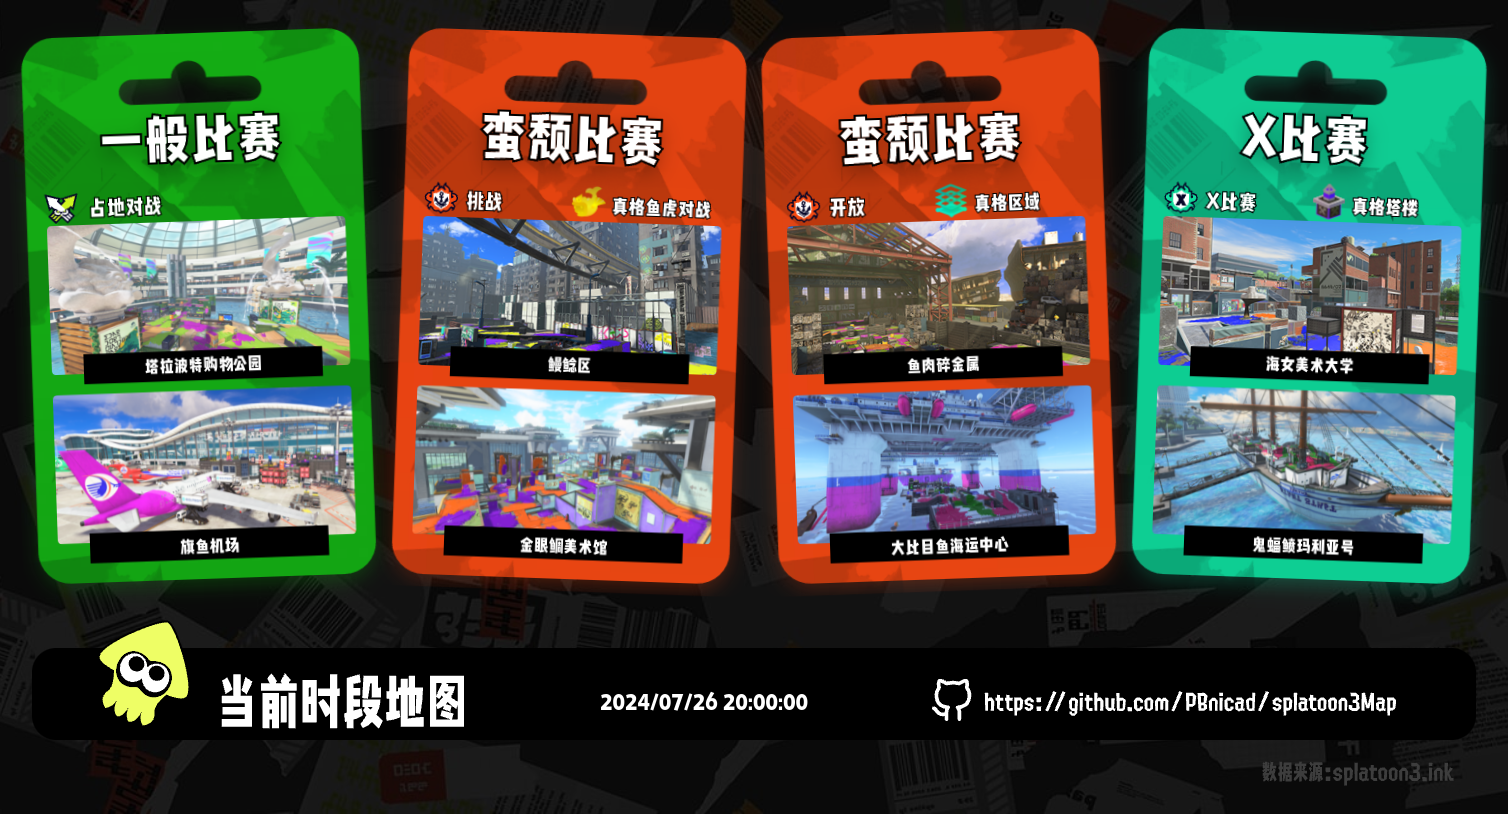 一般比赛
占地对战
塔拉波特购物公园
旗鱼机场
蛮颓比赛
挑战
真格鱼虎对战
鳗鲶区
金眼鲷美术馆
蛮颓比赛
开放
真格区域
鱼肉碎金属
大比目鱼海运中心
X比赛
X比赛
真格塔楼
海女美术大学
鬼蝠鲼玛利亚号
当前时段地图
2024/07/26 20:00:00
https://github.com/PBnicad/splatoon3Map
数据来源:splatoon3.ink